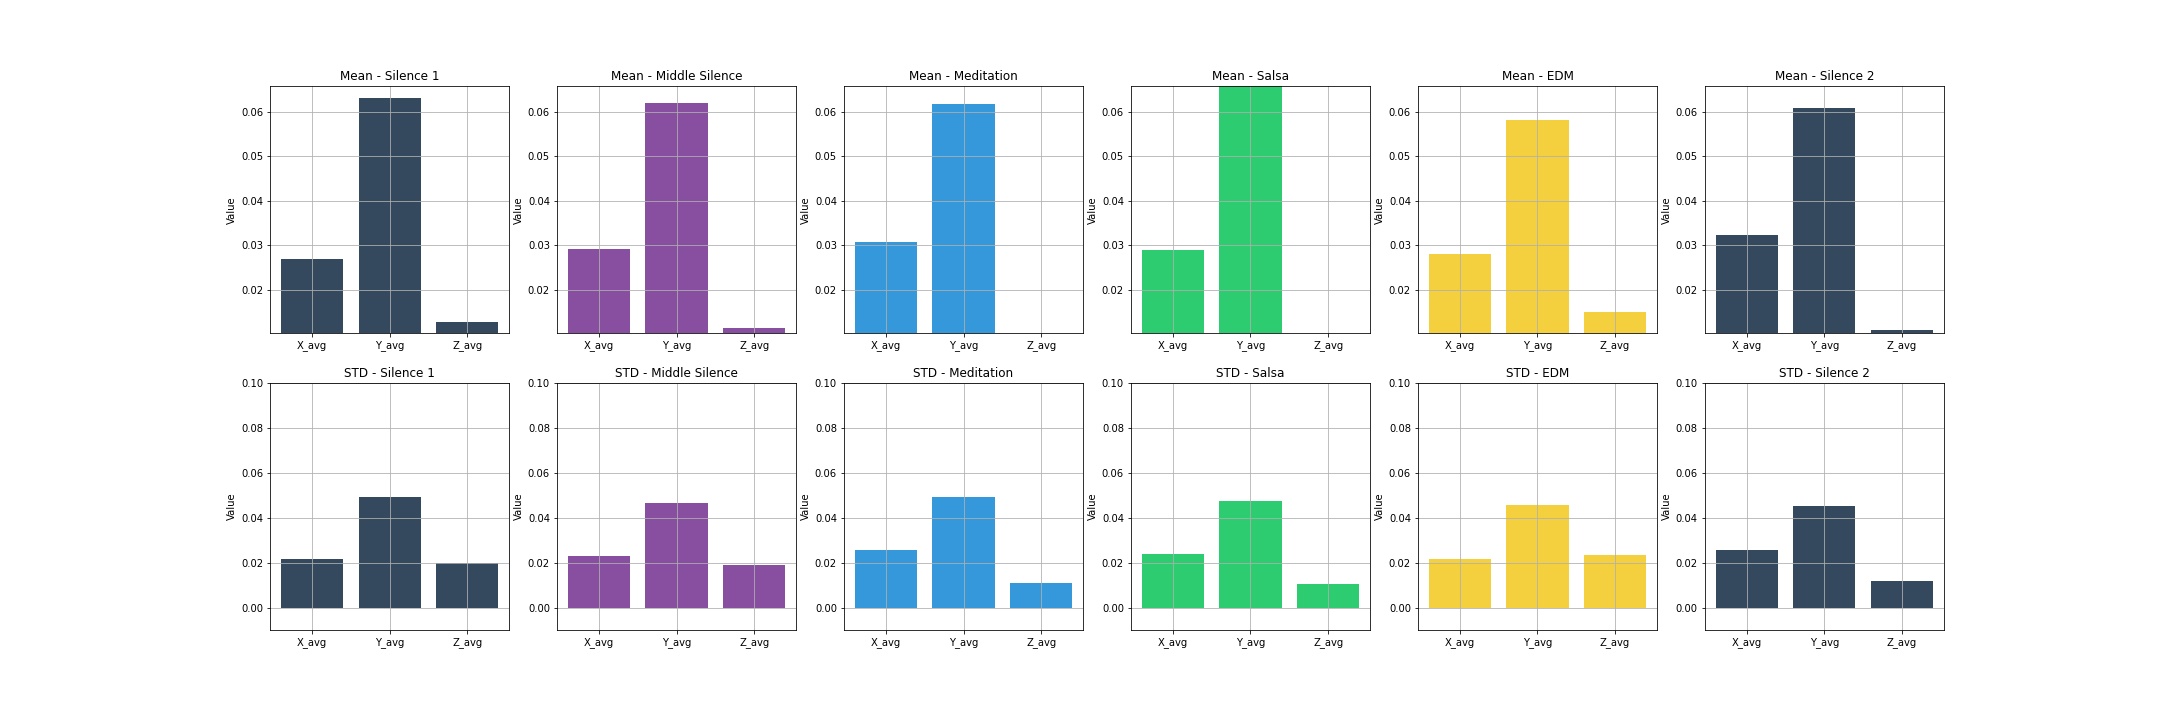 Mean - Silence 1
Mean - Middle Silence
Mean - Meditation
Mean - Salsa
Mean - EDM
Mean - Silence 2
0.06
0.05
0.04
0.03
0.02
Value
X_avg Y_avg Z_avg
0.06
0.05
0.04
0.03
0.02
Value
X_avg Y_avg Z_avg
0.06
0.05
0.04
0.03
0.02
Value
X_avg Y_avg Z_avg
0.06
0.05
0.04
0.03
0.02
Value
X_avg Y_avg Z_avg
0.06
0.05
0.04
0.03
0.02
Value
X_avg Y_avg Z_avg
0.06
0.05
0.04
0.03
0.02
Value
X_avg Y_avg Z_avg
STD - Silence 1
STD - Middle Silence
STD - Meditation
STD - Salsa
STD - EDM
STD - Silence 2
0.10
0.08
0.06
0.04
0.02
0.00
Value
X_avg Y_avg Z_avg
0.10
0.08
0.06
0.04
0.02
0.00
Value
X_avg Y_avg Z_avg
0.10
0.08
0.06
0.04
0.02
0.00
Value
X_avg Y_avg Z_avg
0.10
0.08
0.06
0.04
0.02
0.00
Value
X_avg Y_avg Z_avg
0.10
0.08
0.06
0.04
0.02
0.00
Value
X_avg Y_avg Z_avg
0.10
0.08
0.06
0.04
0.02
0.00
Value
X_avg Y_avg Z_avg